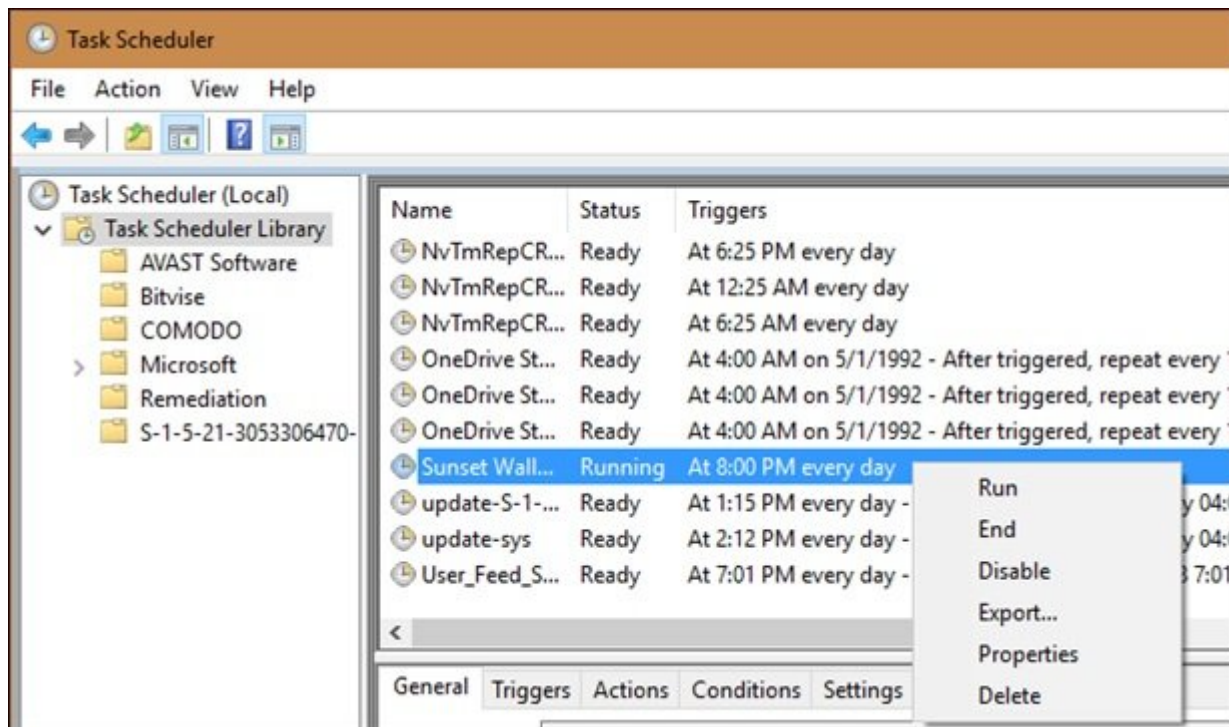 Task Scheduler
File Action View Help
Task Scheduler (Local)
Task Scheduler Library
AVAST Software
Bitvise
COMODO
Microsoft
Remediation
S-1-5-21-3053306470-
Name Status Triggers
NvTmRepCR... Ready At 6:25 PM every day
NvTmRepCR... Ready At 12:25 AM every day
NvTmRepCR... Ready At 6:25 AM every day
OneDrive St... Ready At 4:00 AM on 5/1/1992 - After triggered, repeat every
OneDrive St... Ready At 4:00 AM on 5/1/1992 - After triggered, repeat every
OneDrive St... Ready At 4:00 AM on 5/1/1992 - After triggered, repeat every
Sunset Wall... Running At 8:00 PM every day
update-S-1-... Ready At 1:15 PM every day -
update-sys Ready At 2:12 PM every day -
User_Feed_S... Ready At 7:01 PM every day - 7:01
Run
End
Disable
Export...
Properties
Delete
General Triggers Actions Conditions Settings